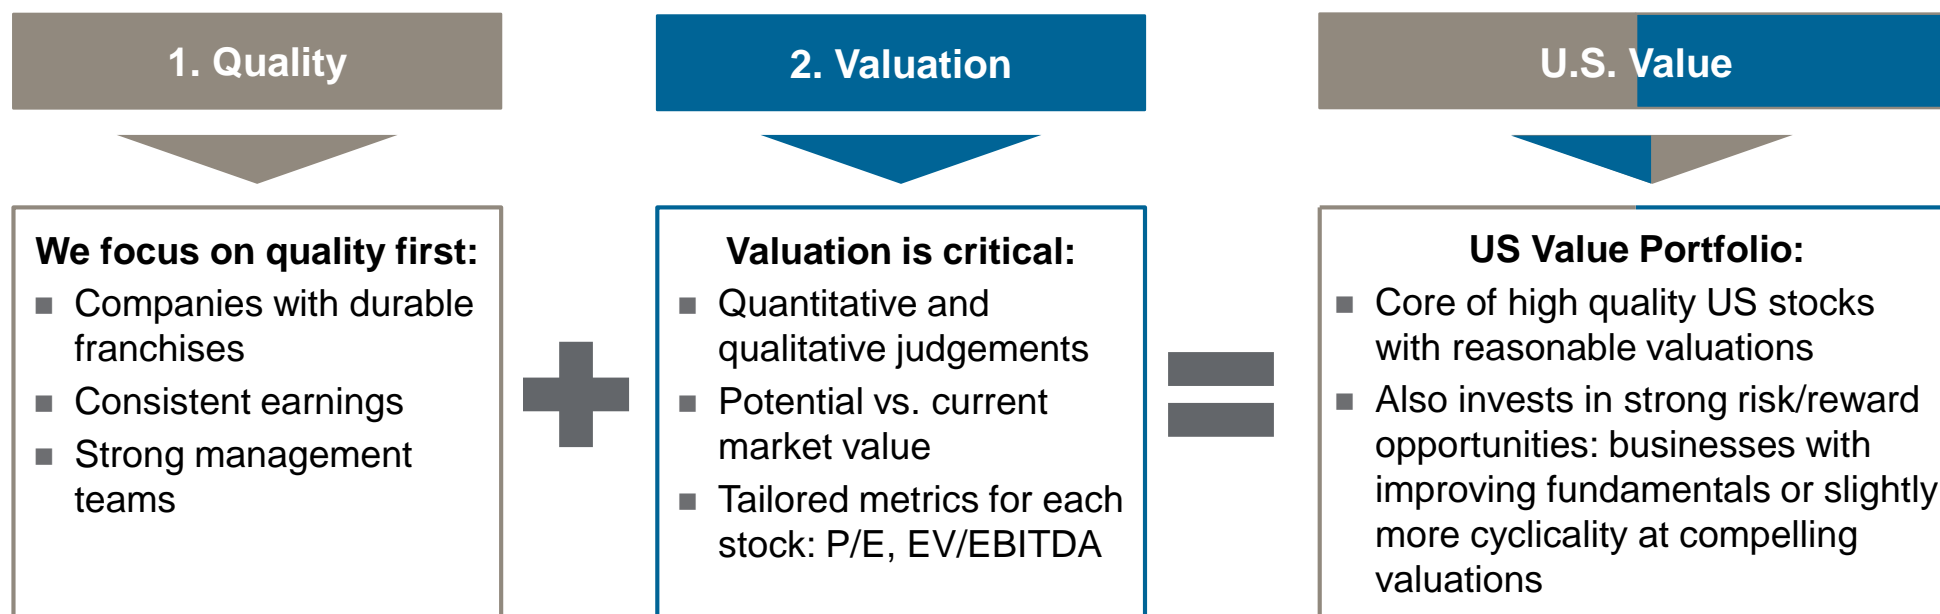 1. Quality
We focus on quality first:
■ Companies with durable
franchises
■ Consistent earnings
■ Strong management
teams
2. Valuation
Valuation is critical:
■ Quantitative and
qualitative judgements
■ Potential vs. current
market value
■ Tailored metrics for each
stock: P/E, EV/EBITDA
U.S. Value
US Value Portfolio:
■ Core of high quality US stocks
with reasonable valuations
■ Also invests in strong risk/reward
opportunities: businesses with
improving fundamentals or slightly
more cyclicality at compelling
valuations